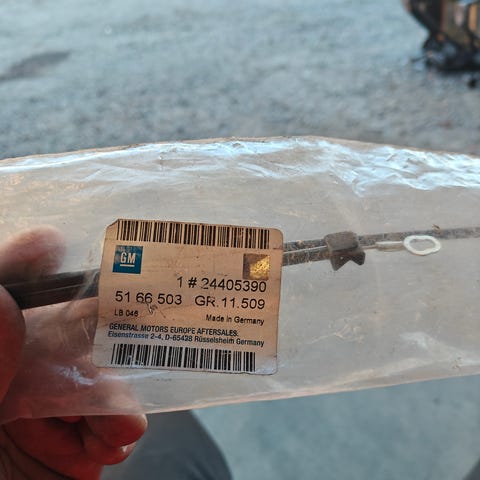 GM
1 # 24405390
51 66 503 GR.11.509
LB 046
Made in Germany
GENERAL MOTORS EUROPE AFTERSALES.
Eisenstrasse 2-4, D-65428 Rüsselsheim Germany